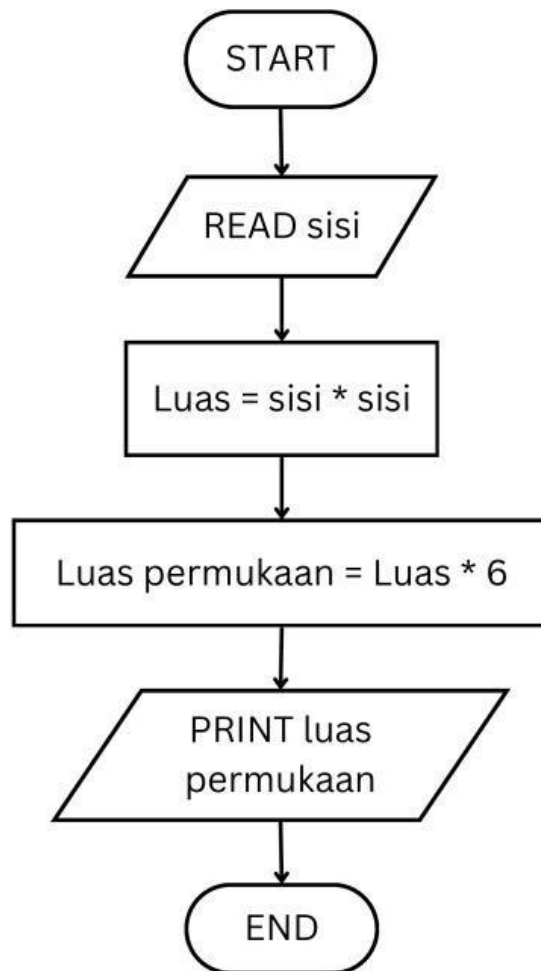 START
READ sisi
Luas = sisi * sisi
Luas permukaan = Luas * 6
PRINT luas
permukaan
END